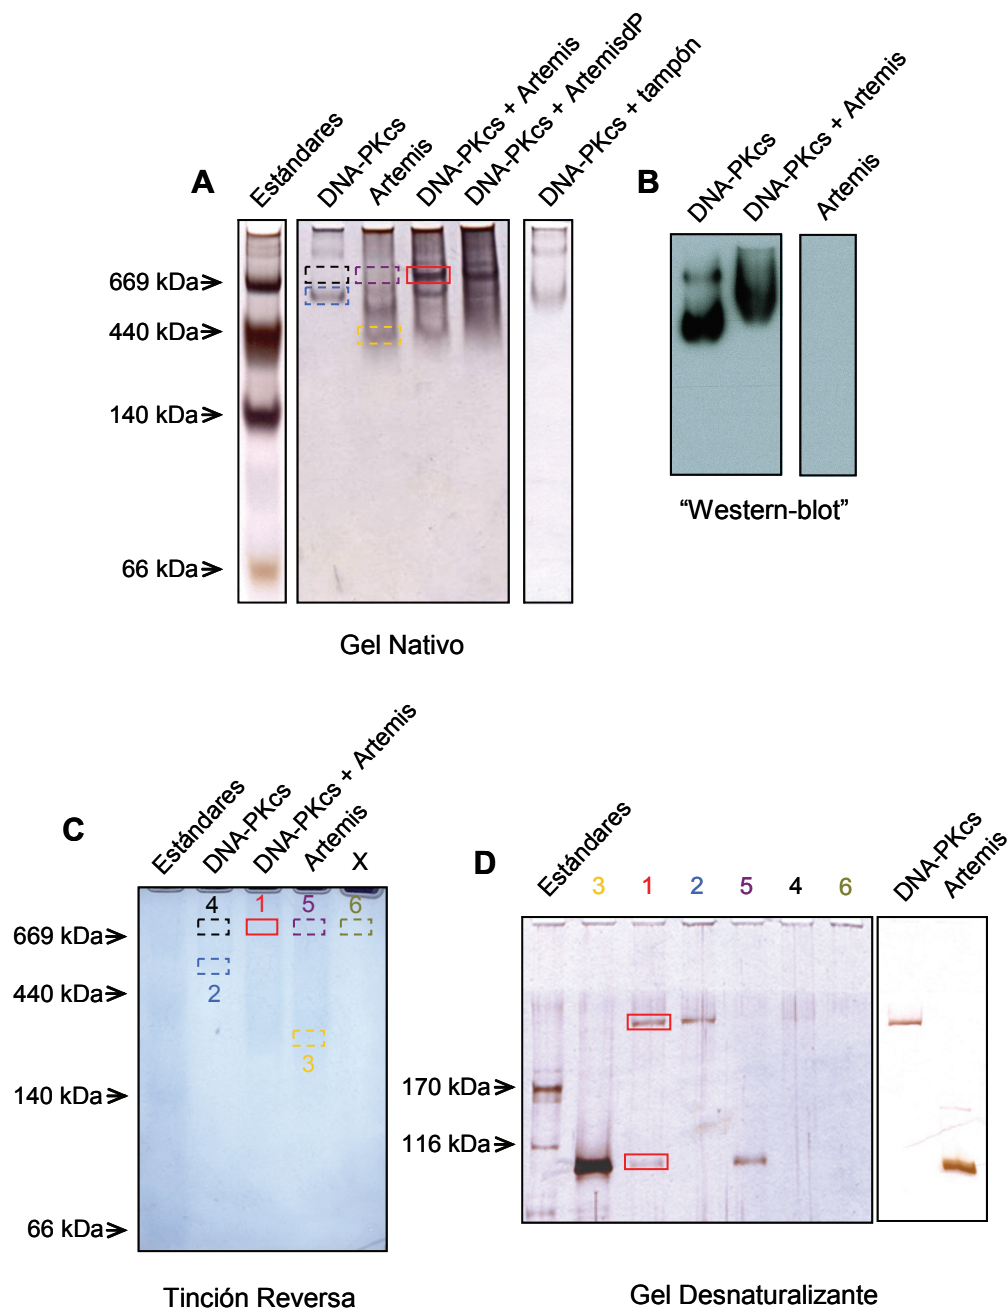 A
Estándares
DNA-PKcs
Artemis
DNA-PKcs + Artemis
DNA-PKcs + ArtemisdP
DNA-PKcs + tampón
669 kDa
440 kDa
140 kDa
66 kDa
Gel Nativo
B
DNA-PKcs
DNA-PKcs + Artemis
Artemis
“Western-blot”
C
Estándares
DNA-PKcs
DNA-PKcs + Artemis
Artemis
X
4 1 5 6
2
3
669 kDa
440 kDa
140 kDa
66 kDa
Tinción Reversa
D
Estándares
3 1 2 5 4 6
DNA-PKcs
Artemis
170 kDa
116 kDa
Gel Desnaturalizante